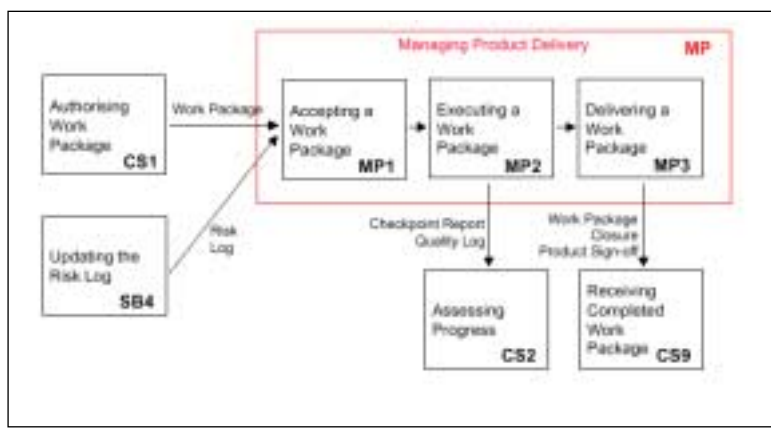 Managing Product Delivery MP
Authorising
Work
Package
CS1
Work Package
Accepting a
Work
Package
MP1
Executing a
Work
Package
MP2
Delivering a
Work
Package
MP3
Updating the
Risk Log
SB4
Risk
Log
Checkpoint Report
Quality Log
Work Package
Closure
Product Sign-off
Assessing
Progress
CS2
Receiving
Completed
Work
Package CS9